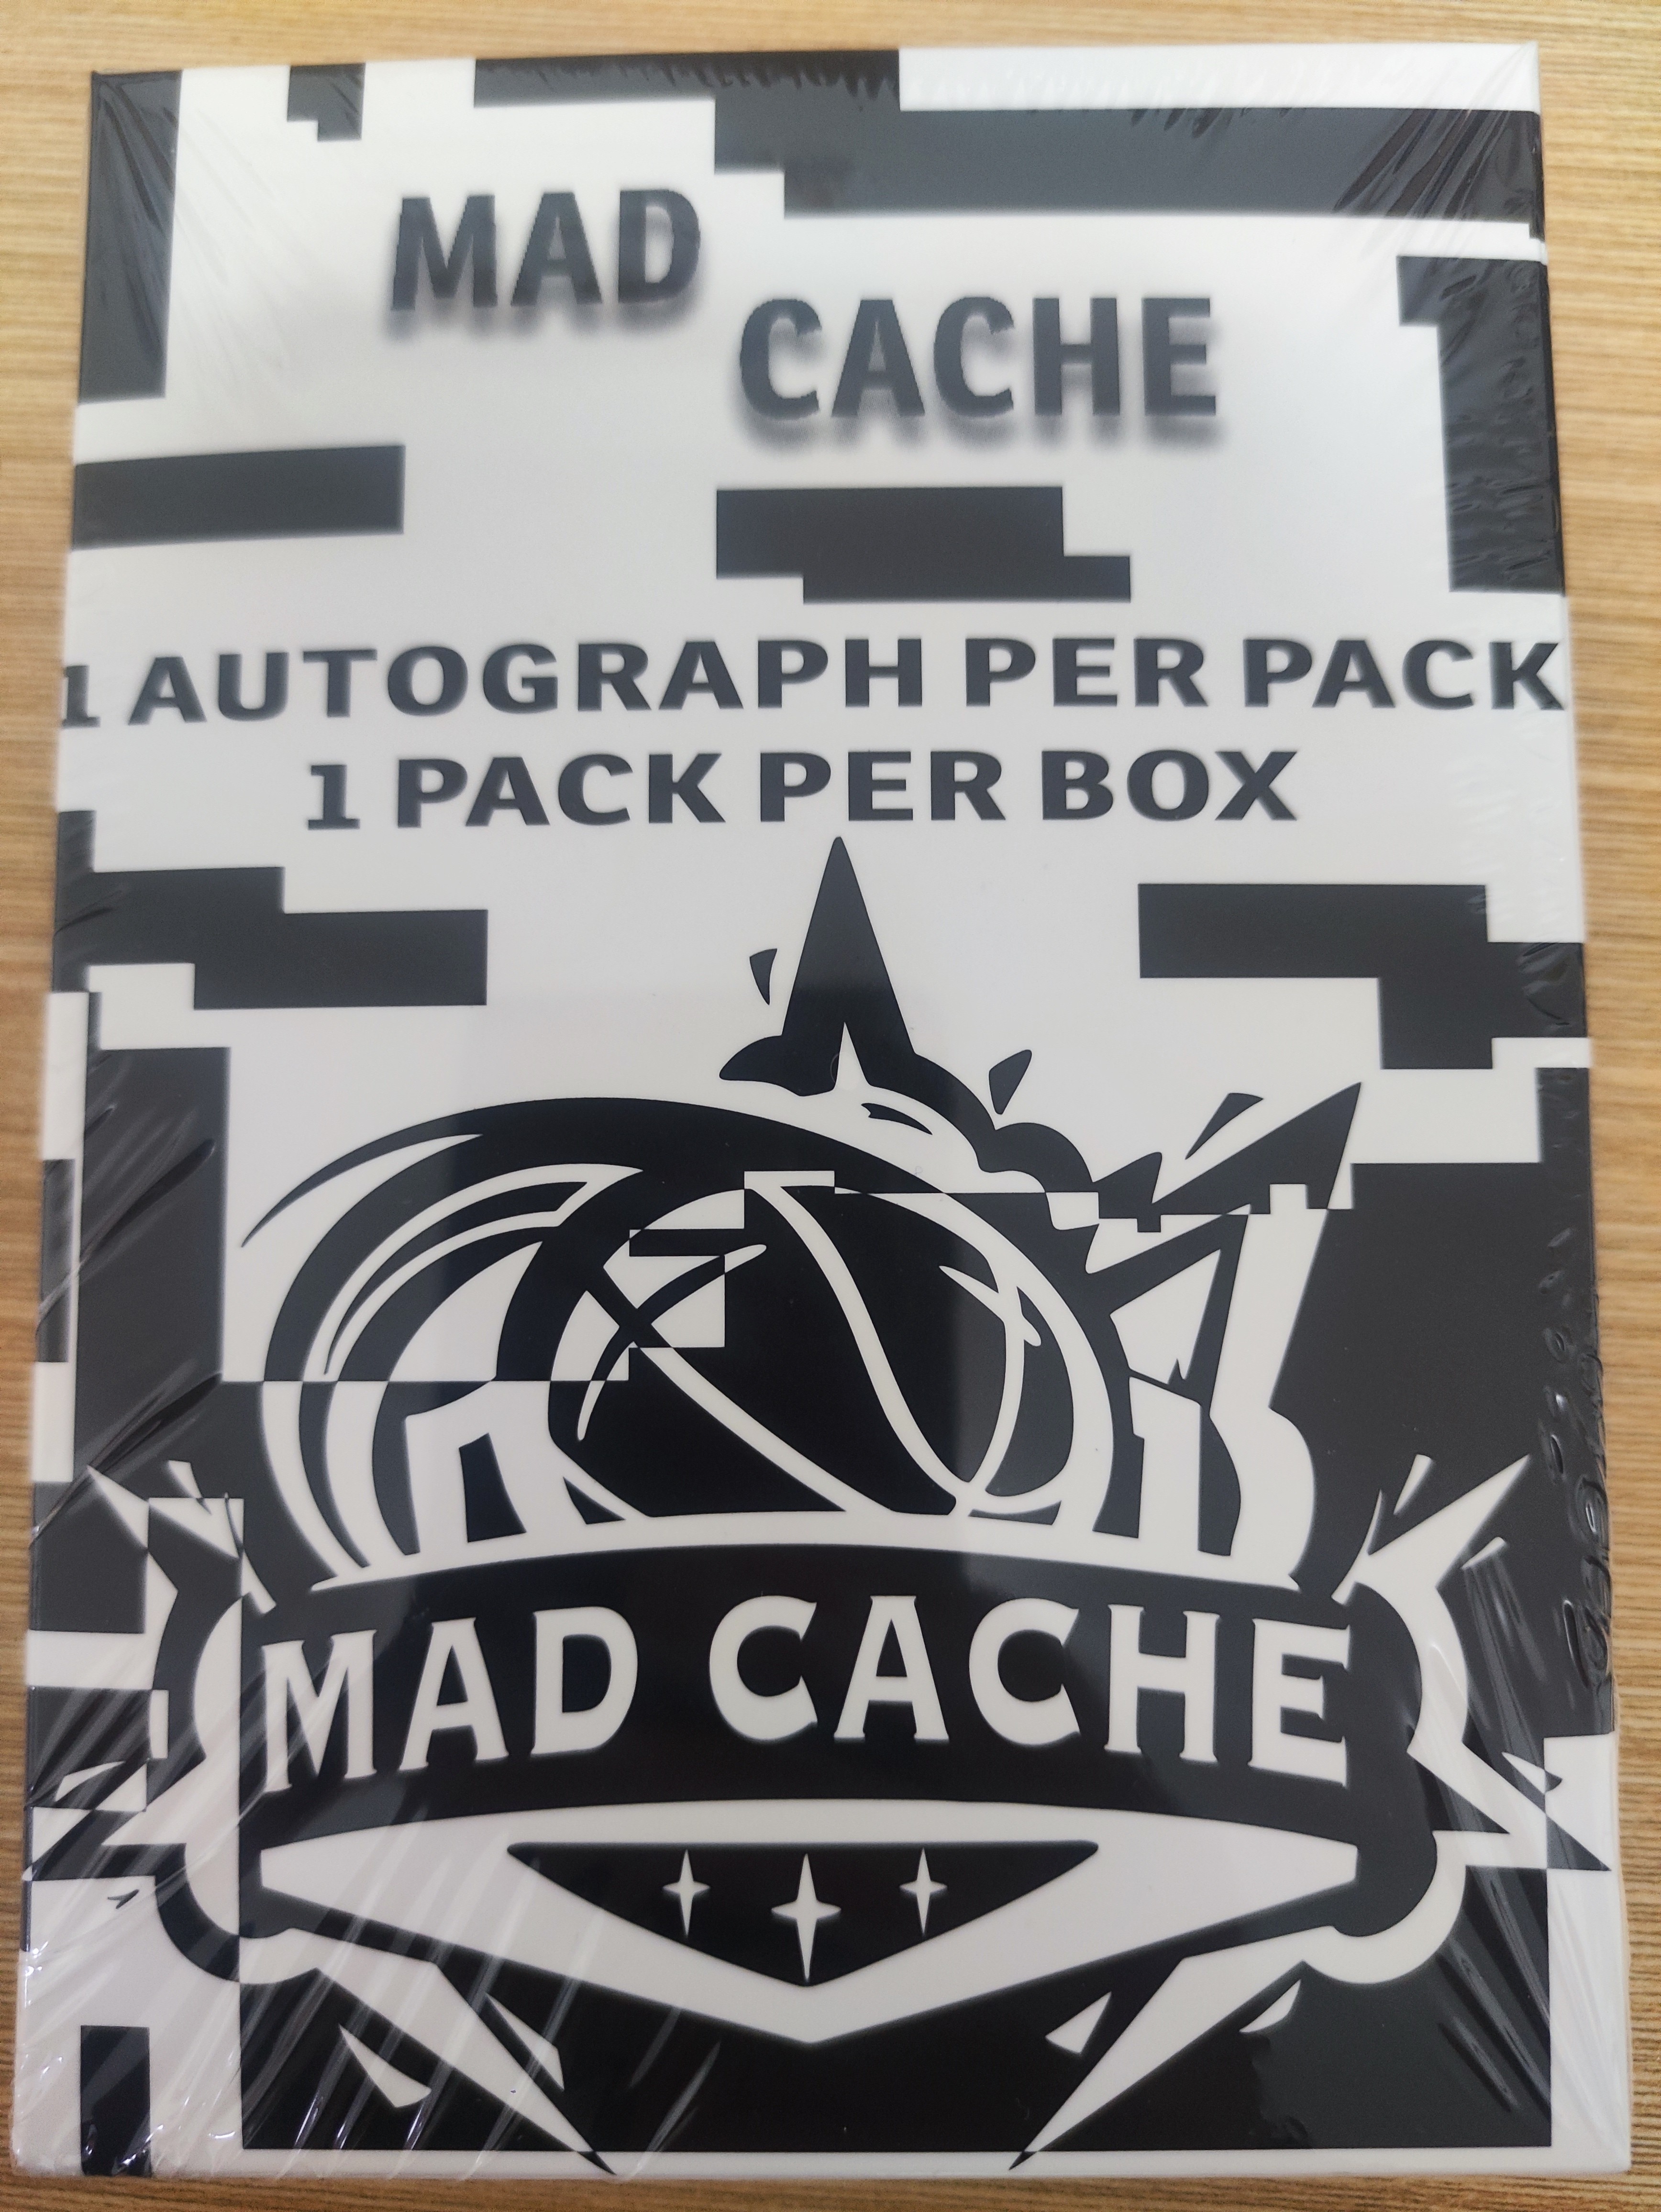 MAD
CACHE
1 AUTOGRAPH PER PACK
1 PACK PER BOX
MAD CACHE